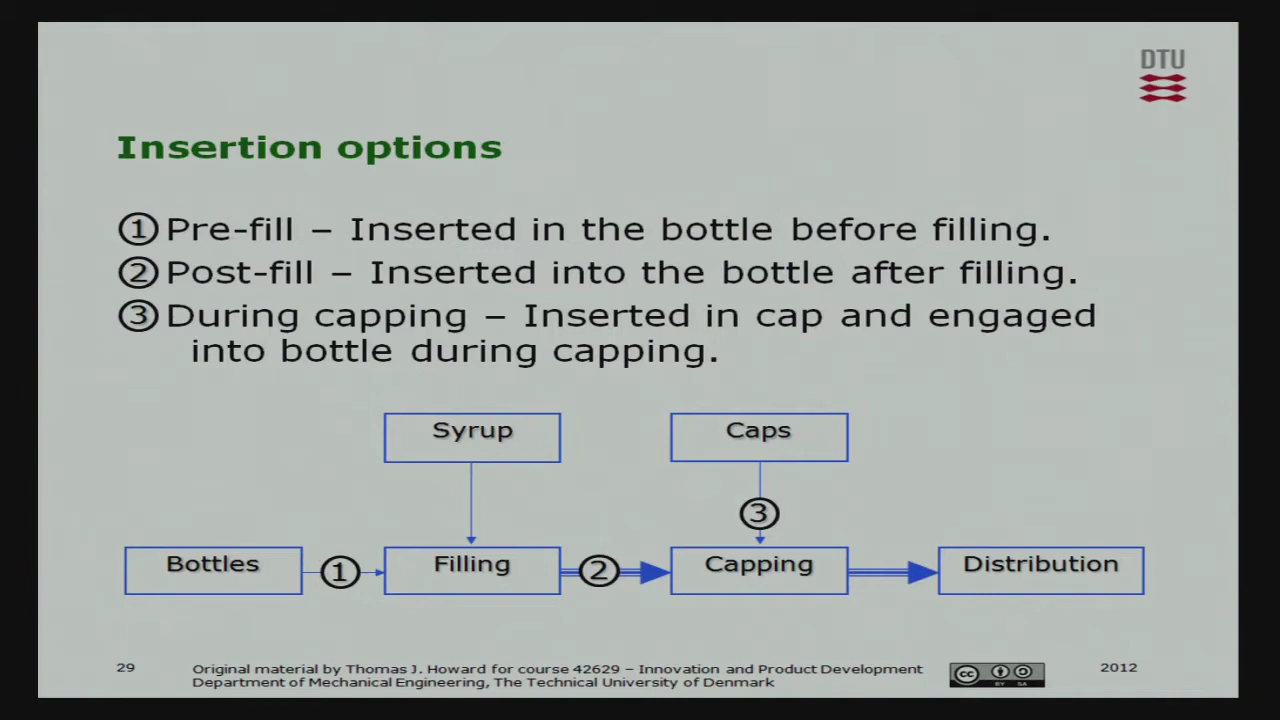 DTU
Insertion options
① Pre-fill – Inserted in the bottle before filling.
② Post-fill – Inserted into the bottle after filling.
③ During capping – Inserted in cap and engaged
into bottle during capping.
Syrup
Caps
③
Bottles
①
Filling
②
Capping
Distribution
29
Original material by Thomas J. Howard for course 42629 – Innovation and Product Development
Department of Mechanical Engineering, The Technical University of Denmark
cc
BY SA
2012